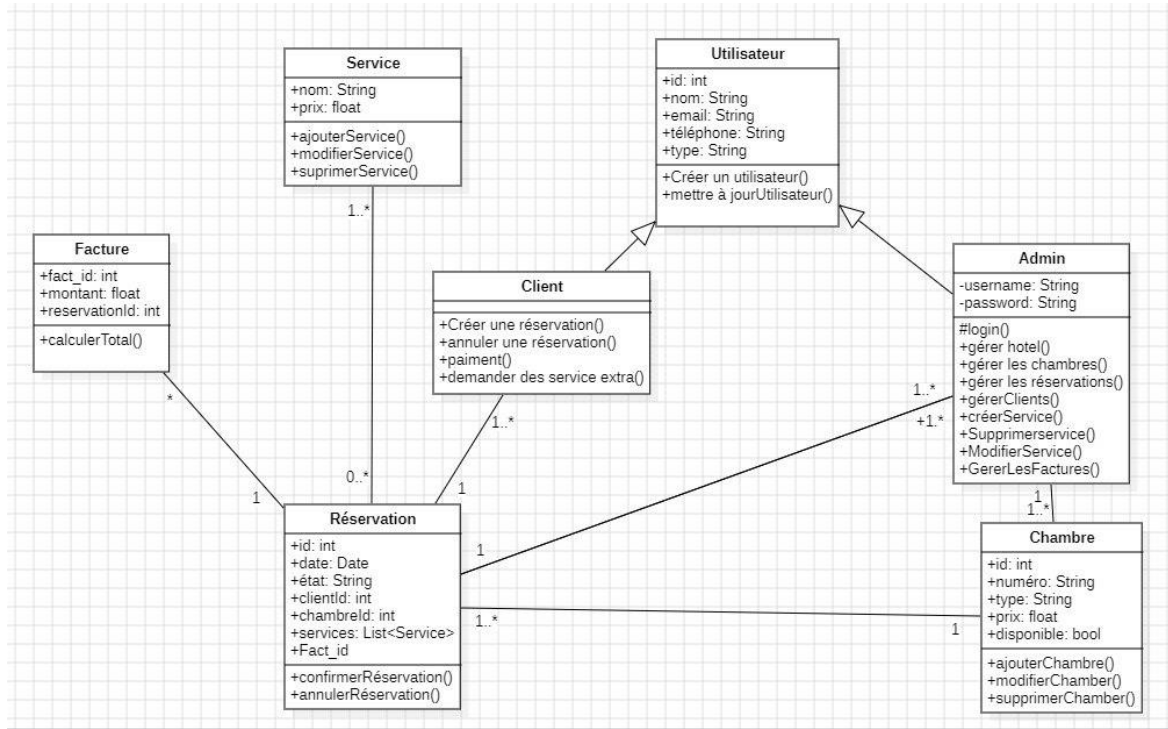 Service
+nom: String
+prix: float
+ajouterService()
+modifierService()
+suprimerService()
Utilisateur
+id: int
+nom: String
+email: String
+téléphone: String
+type: String
+Créer un utilisateur()
+mettre à jourUtilisateur()
1..*
Facture
+fact_id: int
+montant: float
+reservationId: int
+calculerTotal()
*
1
Client
+Créer une réservation()
+annuler une réservation()
+paiment()
+demander des service extra()
1..*
1
0..*
Admin
-username: String
-password: String
#login()
+gérer hotel()
+gérer les chambres()
+gérer les réservations()
+gérerClients()
+créerService()
+Supprimerservice()
+ModifierService()
+GererLesFactures()
1..*
+1.*
1
1
1..*
Réservation
+id: int
+date: Date
+état: String
+clientId: int
+chambreId: int
+services: List<Service>
+Fact_id
+confirmerRéservation()
+annulerRéservation()
1..*
1
Chambre
+id: int
+numéro: String
+type: String
+prix: float
+disponible: bool
+ajouterChambre()
+modifierChamber()
+supprimerChamber()